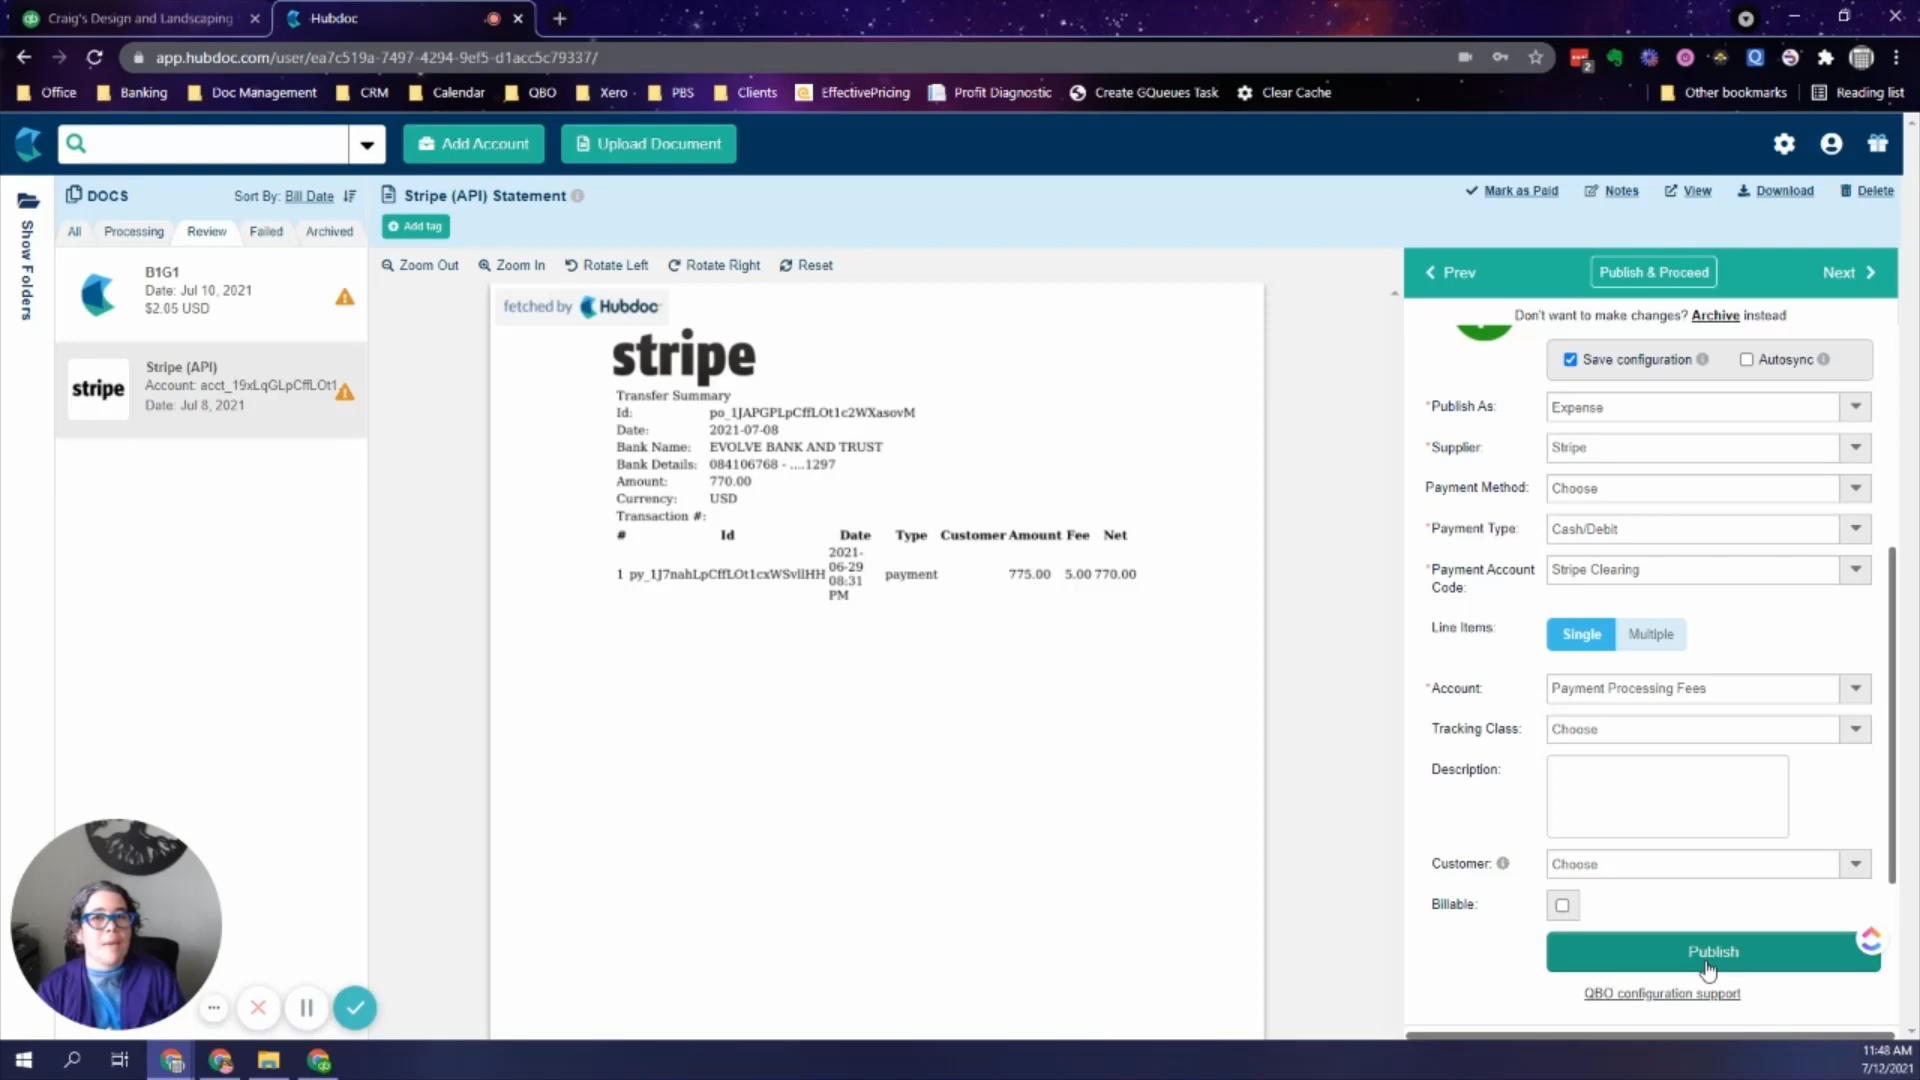 Craig's Design and Landscaping
Hubdoc
app.hubdoc.com/user/ea7c519a-7497-4294-9ef5-d1acc5c79337/
Office Banking Doc Management CRM Calendar QBO Xero PBS Clients EffectivePricing Profit Diagnostic Create GQueues Task Clear Cache Other bookmarks Reading list
Add Account Upload Document
Show Folders
DOCS Sort By: Bill Date
All Processing Review Failed Archived
B1G1
Date: Jul 10, 2021
$2.05 USD
stripe
Stripe (API)
Account: acct_19xLqGLpCffLOt1
Date: Jul 8, 2021
Stripe (API) Statement
Mark as Paid Notes View Download Delete
Add tag
Zoom Out Zoom In Rotate Left Rotate Right Reset
fetched by Hubdoc
stripe
Transfer Summary
Id: po_1JAPGPLpCffLOt1c2WXasovM
Date: 2021-07-08
Bank Name: EVOLVE BANK AND TRUST
Bank Details: 084106768 - ....1297
Amount: 770.00
Currency: USD
Transaction #:
# Id Date Type Customer Amount Fee Net
1 py_1J7nahLpCffLOt1cxWSvllHH 2021-06-29 08:31 PM payment 775.00 5.00 770.00
Prev Publish & Proceed Next
Don't want to make changes? Archive instead
Save configuration Autosync
*Publish As: Expense
*Supplier: Stripe
Payment Method: Choose
*Payment Type: Cash/Debit
*Payment Account Code: Stripe Clearing
Line Items: Single Multiple
*Account: Payment Processing Fees
Tracking Class: Choose
Description:
Customer: Choose
Billable:
Publish
QBO configuration support
11:48 AM
7/12/2021